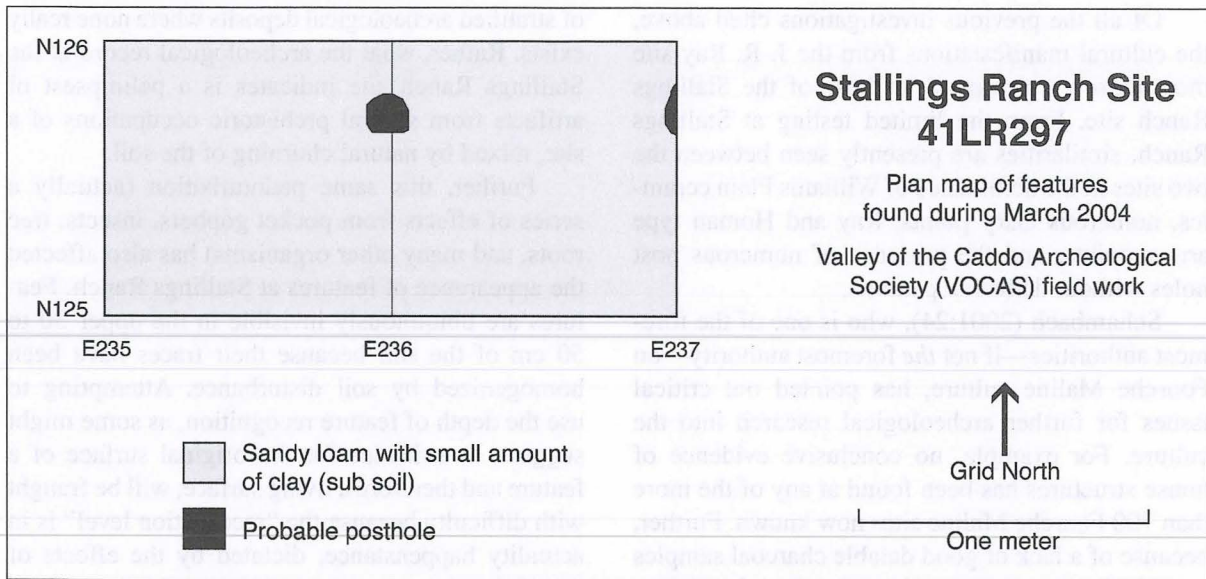 N126
N125
E235
E236
E237
Stallings Ranch Site
41LR297
Plan map of features
found during March 2004
Valley of the Caddo Archeological
Society (VOCAS) field work
Sandy loam with small amount
of clay (sub soil)
Probable posthole
Grid North
One meter